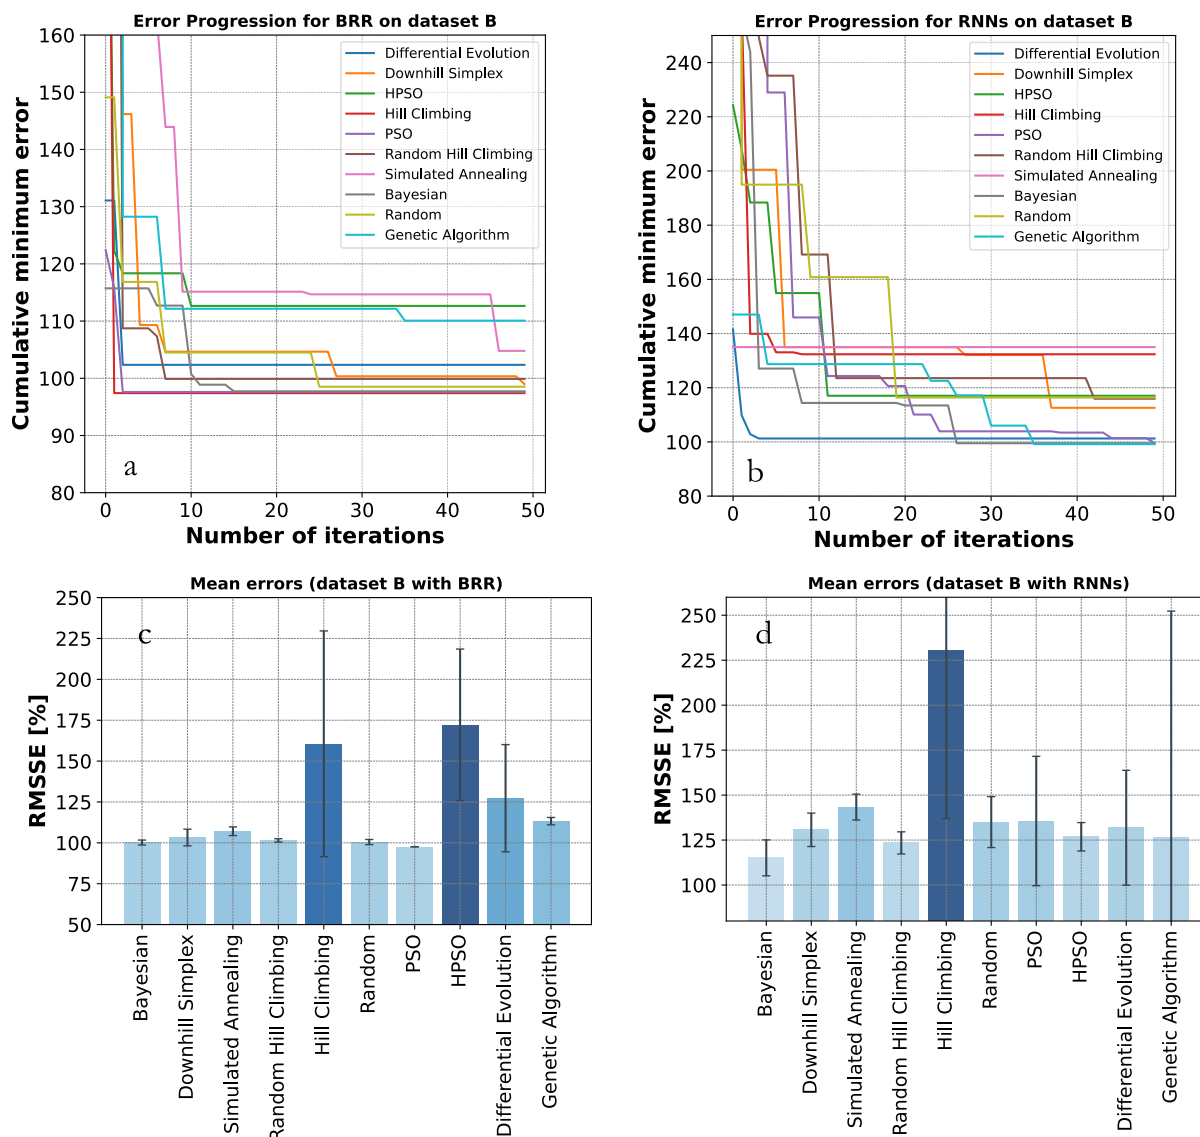 Error Progression for BRR on dataset B
160
150
140
130
120
110
100
90
80
Cumulative minimum error
Differential Evolution
Downhill Simplex
HPSO
Hill Climbing
PSO
Random Hill Climbing
Simulated Annealing
Bayesian
Random
Genetic Algorithm
a
0 10 20 30 40 50
Number of iterations
Error Progression for RNNs on dataset B
240
220
200
180
160
140
120
100
80
Cumulative minimum error
Differential Evolution
Downhill Simplex
HPSO
Hill Climbing
PSO
Random Hill Climbing
Simulated Annealing
Bayesian
Random
Genetic Algorithm
b
0 10 20 30 40 50
Number of iterations
Mean errors (dataset B with BRR)
250
225
200
175
150
125
100
75
50
RMSSE [%]
c
Bayesian
Downhill Simplex
Simulated Annealing
Random Hill Climbing
Hill Climbing
Random
PSO
HPSO
Differential Evolution
Genetic Algorithm
Mean errors (dataset B with RNNs)
250
225
200
175
150
125
100
RMSSE [%]
d
Bayesian
Downhill Simplex
Simulated Annealing
Random Hill Climbing
Hill Climbing
Random
PSO
HPSO
Differential Evolution
Genetic Algorithm